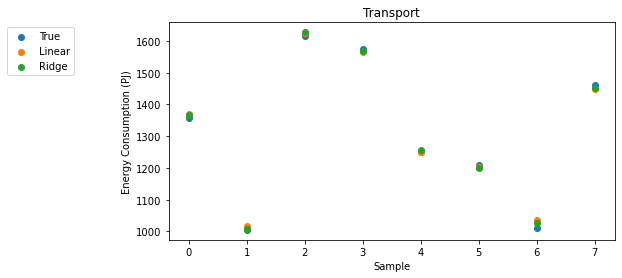 Transport
True
Linear
Ridge
Energy Consumption (PJ)
1600
1500
1400
1300
1200
1100
1000
0 1 2 3 4 5 6 7
Sample